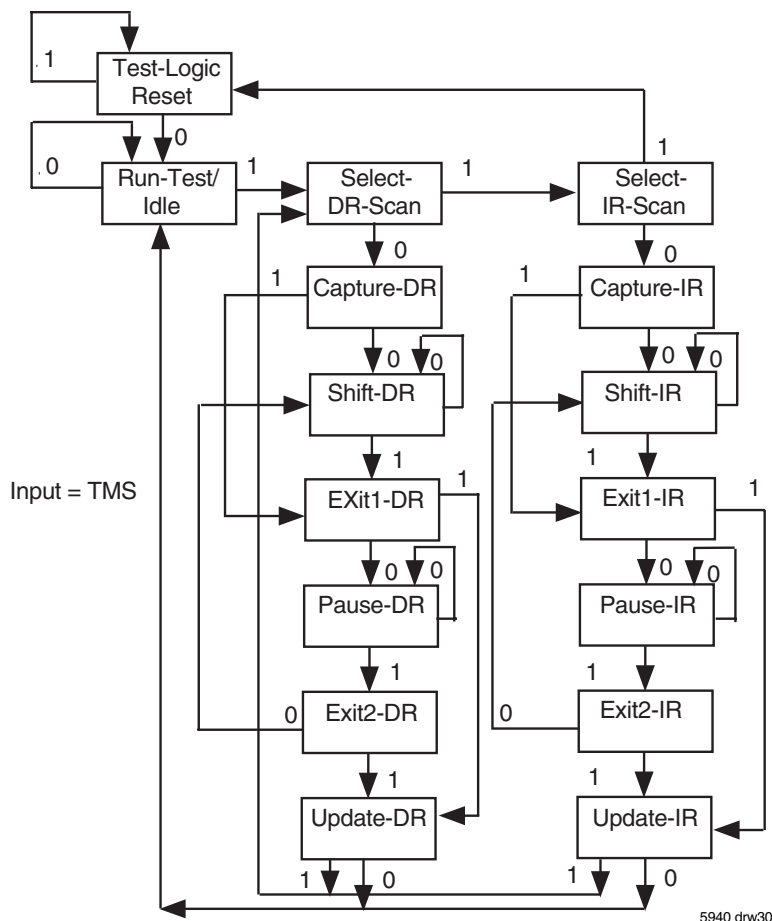 1
Test-Logic
Reset
0
0
Run-Test/
Idle
1
Select-
DR-Scan
1
1
Select-
IR-Scan
0
0
1
Capture-DR
1
Capture-IR
0
0
0
0
Shift-DR
Shift-IR
1
1
Input = TMS
EXit1-DR
1
Exit1-IR
1
0
0
0
0
Pause-DR
Pause-IR
1
1
0
Exit2-DR
0
Exit2-IR
1
1
Update-DR
Update-IR
1
0
1
0
5940 drw30